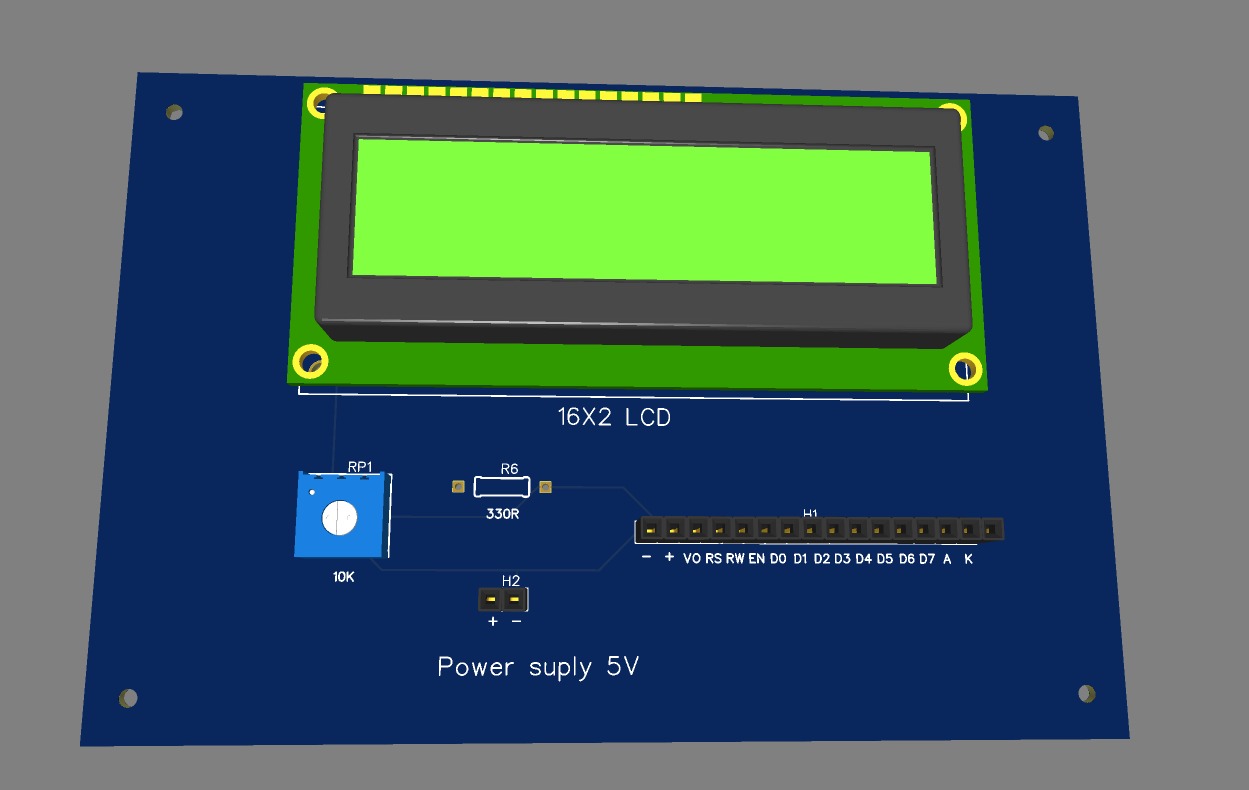 16X2 LCD
RP1
R6
330R
H1
− + VO RS RW EN D0 D1 D2 D3 D4 D5 D6 D7 A K
10K
H2
+ −
Power suply 5V